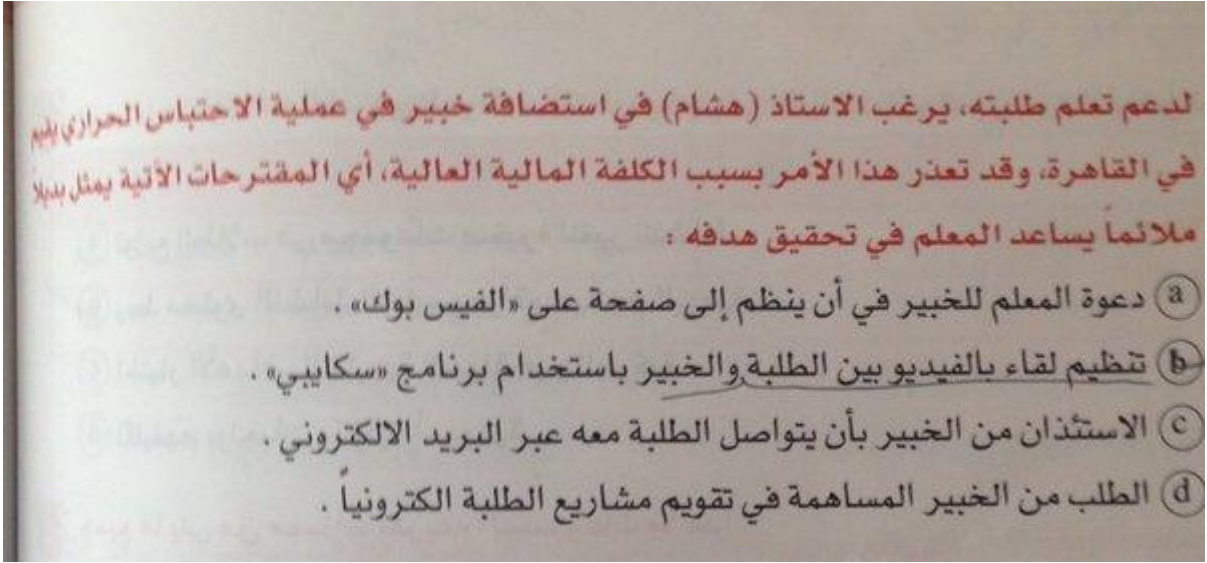 لدعم تعلم طلبته، يرغب الاستاذ (هشام) في استضافة خبير في عملية الاحتباس الحراري يقيم
في القاهرة، وقد تعذر هذا الأمر بسبب الكلفة المالية العالية، أي المقترحات الآتية يمثل بديلاً
ملائماً يساعد المعلم في تحقيق هدفه :
a دعوة المعلم للخبير في أن ينظم إلى صفحة على «الفيس بوك» .
b تنظيم لقاء بالفيديو بين الطلبة والخبير باستخدام برنامج «سكايبي» .
c الاستئذان من الخبير بأن يتواصل الطلبة معه عبر البريد الالكتروني .
d الطلب من الخبير المساهمة في تقويم مشاريع الطلبة الكترونياً .